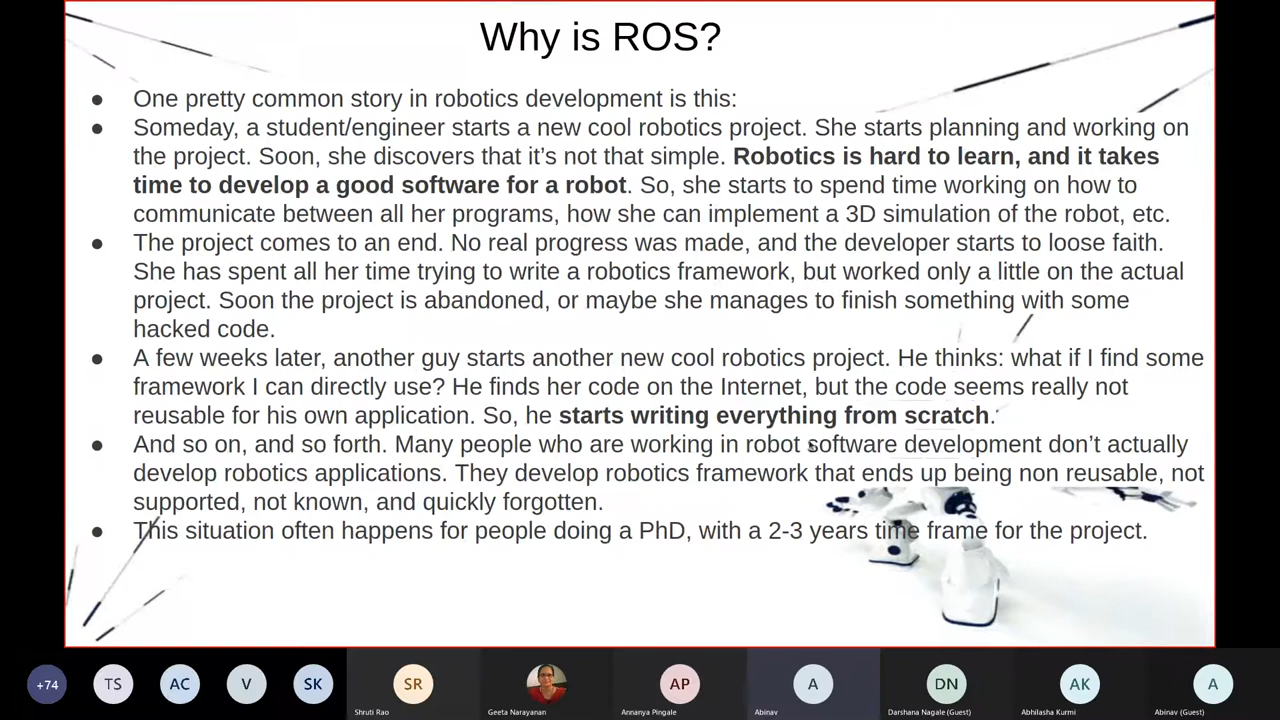 Why is ROS?
● One pretty common story in robotics development is this:
● Someday, a student/engineer starts a new cool robotics project. She starts planning and working on
the project. Soon, she discovers that it’s not that simple. Robotics is hard to learn, and it takes
time to develop a good software for a robot. So, she starts to spend time working on how to
communicate between all her programs, how she can implement a 3D simulation of the robot, etc.
● The project comes to an end. No real progress was made, and the developer starts to loose faith.
She has spent all her time trying to write a robotics framework, but worked only a little on the actual
project. Soon the project is abandoned, or maybe she manages to finish something with some
hacked code.
● A few weeks later, another guy starts another new cool robotics project. He thinks: what if I find some
framework I can directly use? He finds her code on the Internet, but the code seems really not
reusable for his own application. So, he starts writing everything from scratch.
● And so on, and so forth. Many people who are working in robot software development don’t actually
develop robotics applications. They develop robotics framework that ends up being non reusable, not
supported, not known, and quickly forgotten.
● This situation often happens for people doing a PhD, with a 2-3 years time frame for the project.
+74 TS AC V SK SR AP A DN AK A
Shruti Rao Geeta Narayanan Annanya Pingale Abinav Darshana Nagale (Guest) Abhilasha Kurmi Abinav (Guest)